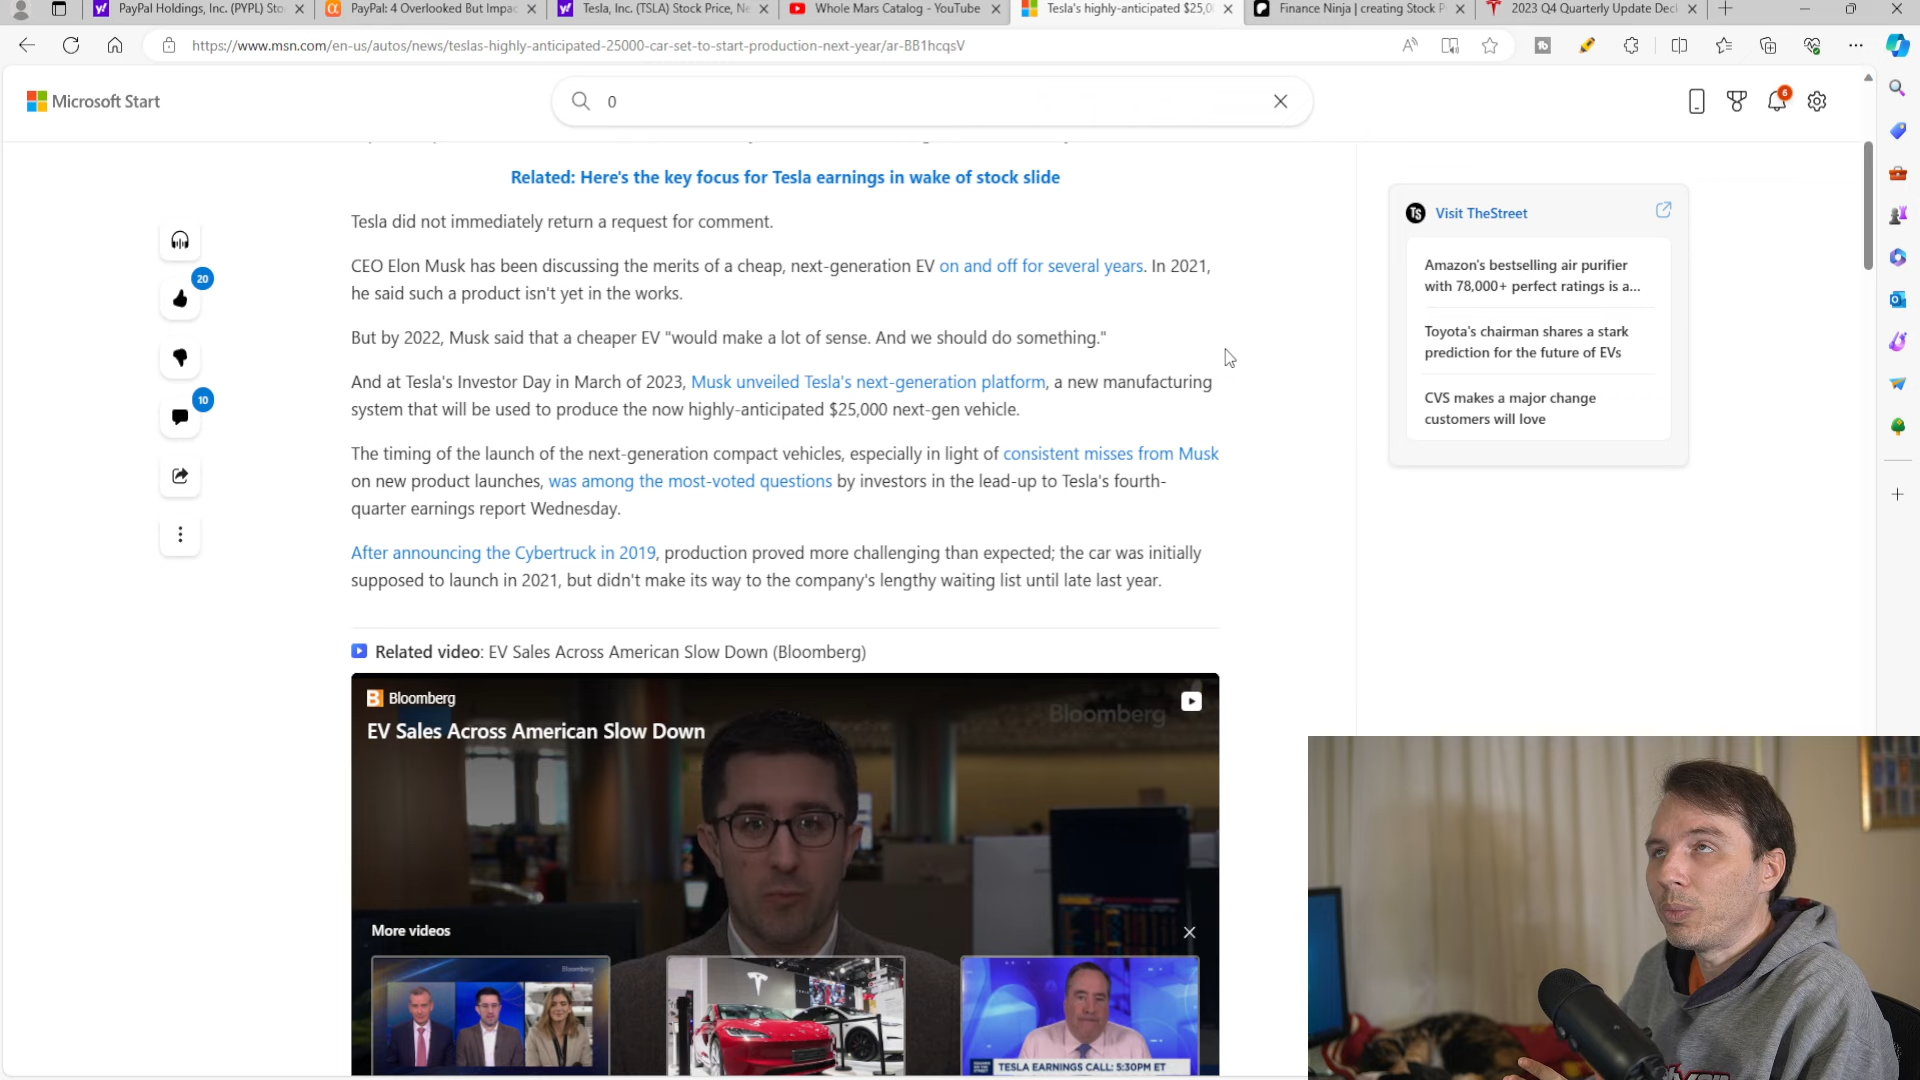 PayPal Holdings, Inc. (PYPL) Sto
PayPal: 4 Overlooked But Impac
Tesla, Inc. (TSLA) Stock Price, Ne
Whole Mars Catalog - YouTube
Tesla's highly-anticipated $25,0
Finance Ninja | creating Stock P
2023 Q4 Quarterly Update Deck
https://www.msn.com/en-us/autos/news/teslas-highly-anticipated-25000-car-set-to-start-production-next-year/ar-BB1hcqsV
Microsoft Start
0
6
Related: Here's the key focus for Tesla earnings in wake of stock slide
Tesla did not immediately return a request for comment.
CEO Elon Musk has been discussing the merits of a cheap, next-generation EV on and off for several years. In 2021,
he said such a product isn't yet in the works.
But by 2022, Musk said that a cheaper EV "would make a lot of sense. And we should do something."
And at Tesla's Investor Day in March of 2023, Musk unveiled Tesla's next-generation platform, a new manufacturing
system that will be used to produce the now highly-anticipated $25,000 next-gen vehicle.
The timing of the launch of the next-generation compact vehicles, especially in light of consistent misses from Musk
on new product launches, was among the most-voted questions by investors in the lead-up to Tesla's fourth-
quarter earnings report Wednesday.
After announcing the Cybertruck in 2019, production proved more challenging than expected; the car was initially
supposed to launch in 2021, but didn't make its way to the company's lengthy waiting list until late last year.
20
10
Related video: EV Sales Across American Slow Down (Bloomberg)
Bloomberg
EV Sales Across American Slow Down
Bloomberg
More videos
Bloomberg
TESLA EARNINGS CALL: 5:30PM ET
Ts Visit TheStreet
Amazon's bestselling air purifier
with 78,000+ perfect ratings is a...
Toyota's chairman shares a stark
prediction for the future of EVs
CVS makes a major change
customers will love